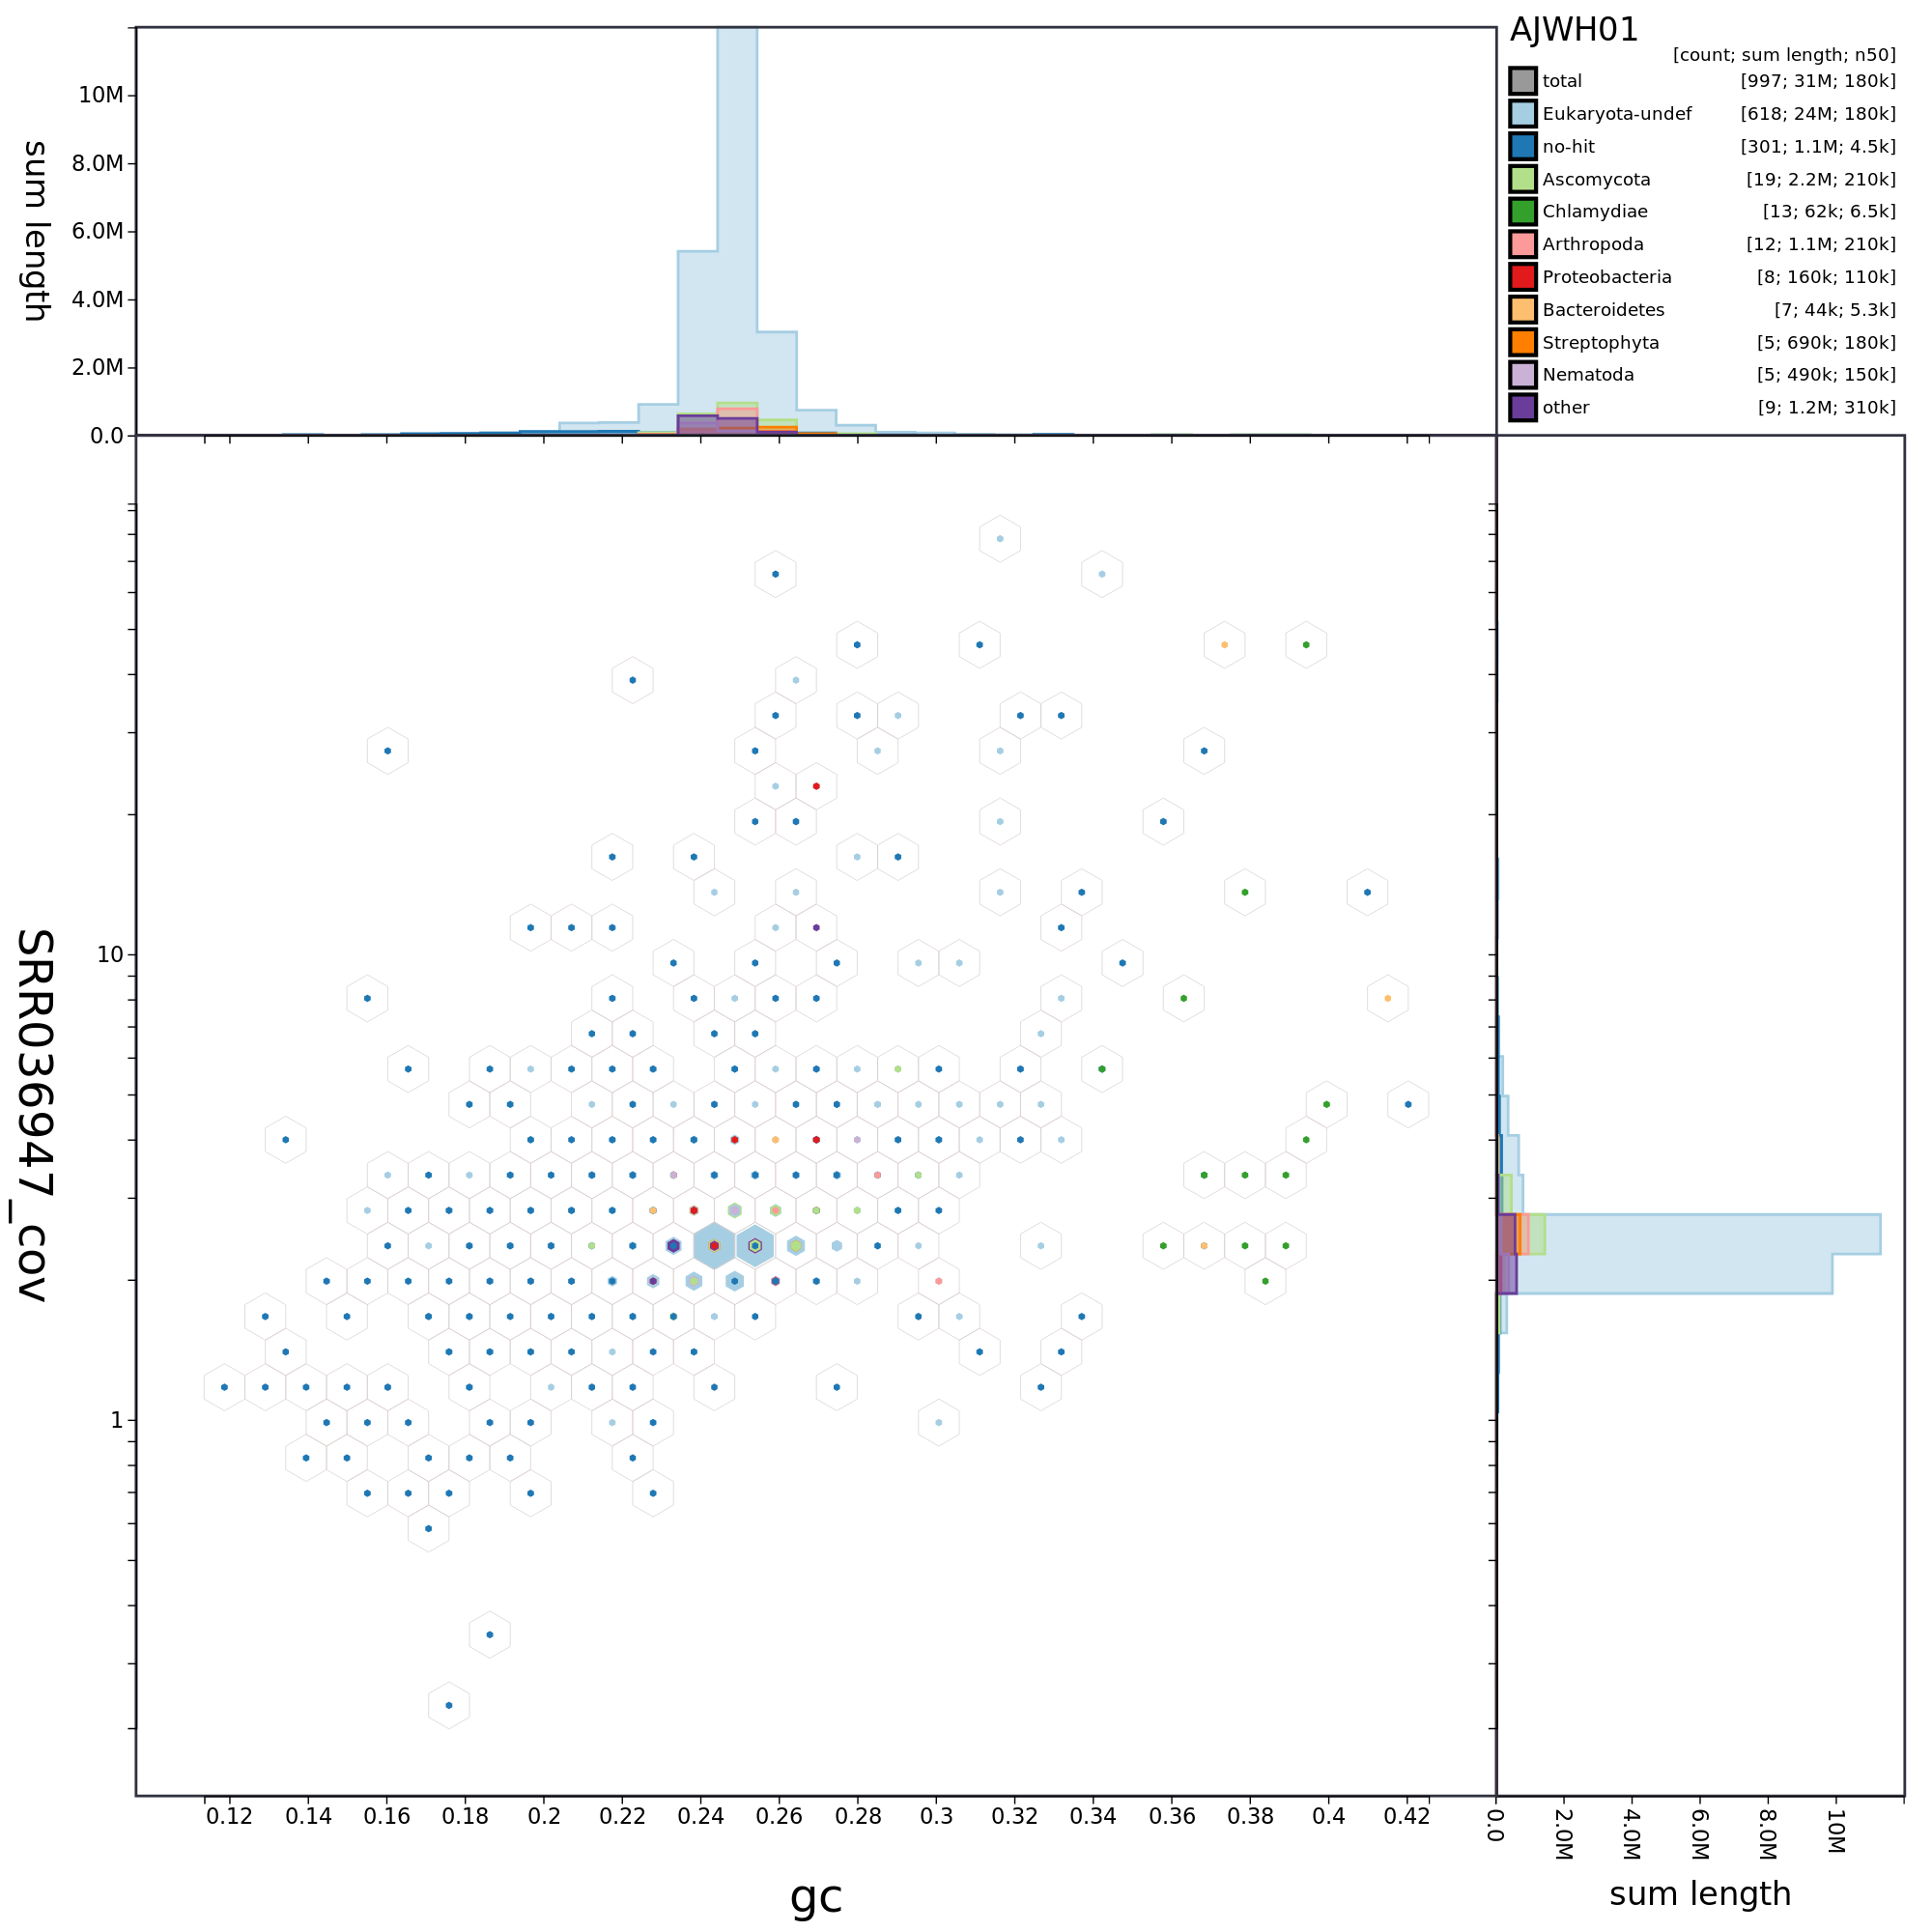 AJWH01
[count; sum length; n50]
total [997; 31M; 180k]
Eukaryota-undef [618; 24M; 180k]
no-hit [301; 1.1M; 4.5k]
Ascomycota [19; 2.2M; 210k]
Chlamydiae [13; 62k; 6.5k]
Arthropoda [12; 1.1M; 210k]
Proteobacteria [8; 160k; 110k]
Bacteroidetes [7; 44k; 5.3k]
Streptophyta [5; 690k; 180k]
Nematoda [5; 490k; 150k]
other [9; 1.2M; 310k]
sum length
10M
8.0M
6.0M
4.0M
2.0M
0.0
SRR036947_cov
10
1
0.12 0.14 0.16 0.18 0.2 0.22 0.24 0.26 0.28 0.3 0.32 0.34 0.36 0.38 0.4 0.42
gc
0.0 2.0M 4.0M 6.0M 8.0M 10M
sum length